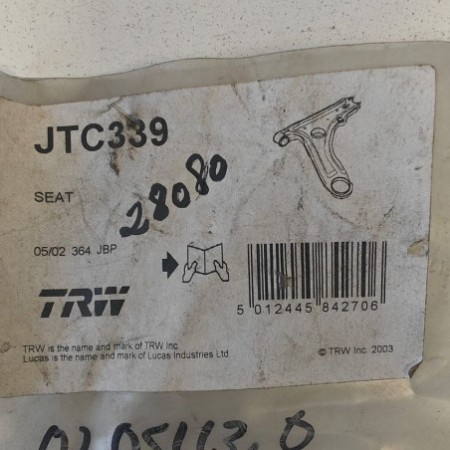 JTC339
SEAT
28080
05/02 364 JBP
TRW
5 012445 842706
TRW is the name and mark of TRW Inc
Lucas is the name and mark of Lucas Industries Ltd
© TRW Inc 2003